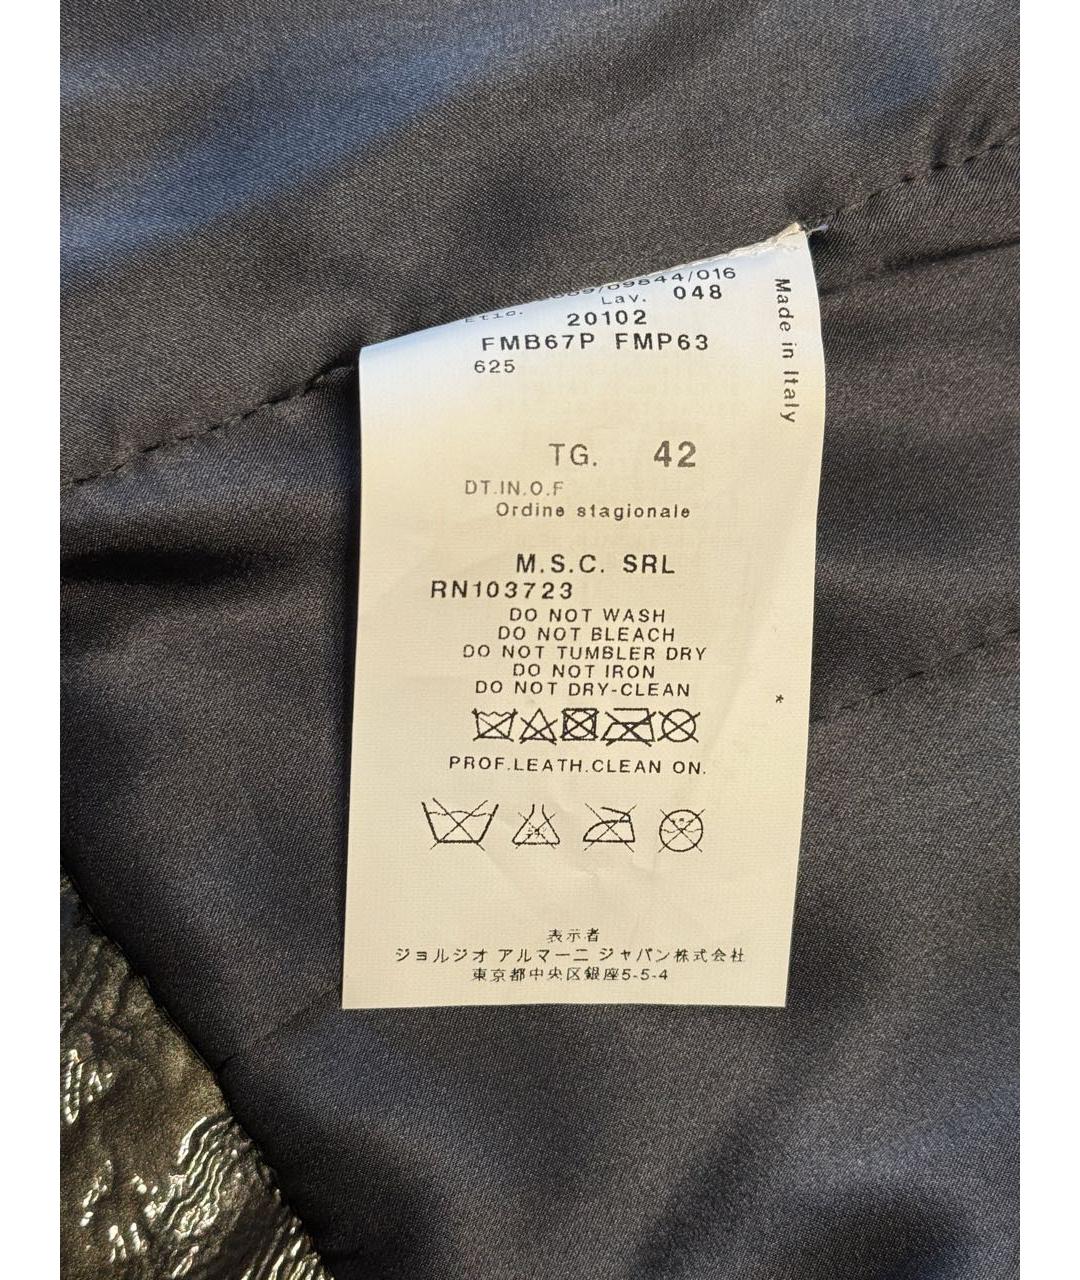 /09844/016
Lav. 048
Etic.
20102
FMB67P FMP63
625
Made in Italy
TG. 42
DT.IN.O.F
Ordine stagionale
M.S.C. SRL
RN103723
DO NOT WASH
DO NOT BLEACH
DO NOT TUMBLER DRY
DO NOT IRON
DO NOT DRY-CLEAN
*
PROF.LEATH.CLEAN ON.
表示者
ジョルジオ アルマーニ ジャパン株式会社
東京都中央区銀座5-5-4